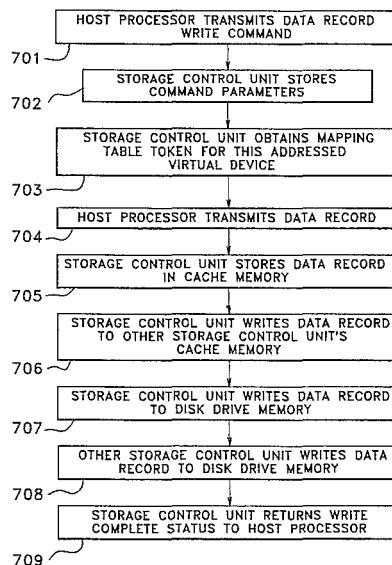 HOST PROCESSOR TRANSMITS DATA RECORD
WRITE COMMAND
701
STORAGE CONTROL UNIT STORES
COMMAND PARAMETERS
702
STORAGE CONTROL UNIT OBTAINS MAPPING
TABLE TOKEN FOR THIS ADDRESSED
VIRTUAL DEVICE
703
HOST PROCESSOR TRANSMITS DATA RECORD
704
STORAGE CONTROL UNIT STORES DATA RECORD
IN CACHE MEMORY
705
STORAGE CONTROL UNIT WRITES DATA RECORD
TO OTHER STORAGE CONTROL UNIT'S
CACHE MEMORY
706
STORAGE CONTROL UNIT WRITES DATA RECORD
TO DISK DRIVE MEMORY
707
OTHER STORAGE CONTROL UNIT WRITES DATA
RECORD TO DISK DRIVE MEMORY
708
STORAGE CONTROL UNIT RETURNS WRITE
COMPLETE STATUS TO HOST PROCESSOR
709